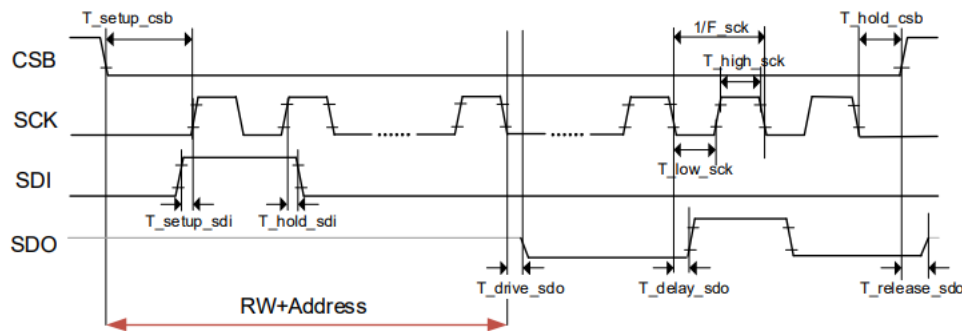 T_setup_csb
1/F_sck
T_hold_csb
CSB
T_high_sck
SCK
...... ......
T_low_sck
SDI
T_setup_sdi T_hold_sdi
SDO
T_drive_sdo T_delay_sdo T_release_sdo
RW+Address